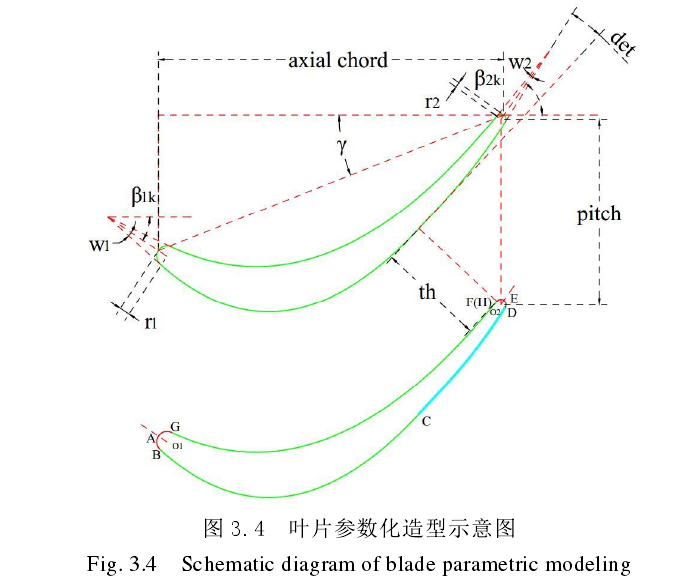 det
axial chord
W2
β2k
r2
γ
β1k
pitch
W1
th
F(H)
E
O2
D
r1
C
G
A
O1
B
图 3.4 叶片参数化造型示意图
Fig. 3.4 Schematic diagram of blade parametric modeling